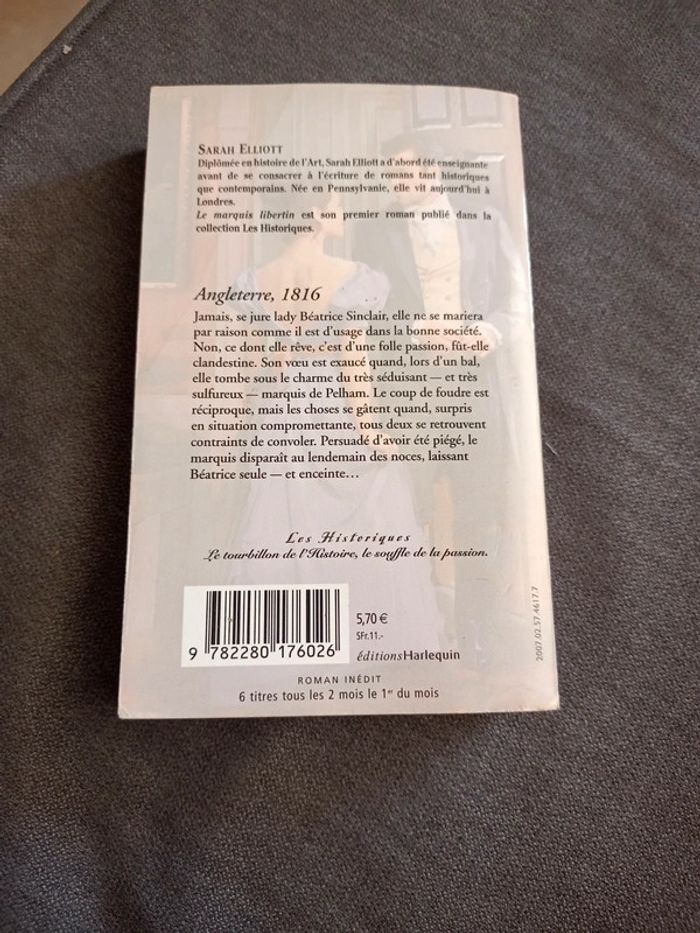 SARAH ELLIOTT
Diplômée en histoire de l'Art, Sarah Elliott a d'abord été enseignante
avant de se consacrer à l'écriture de romans tant historiques
que contemporains. Née en Pennsylvanie, elle vit aujourd'hui à
Londres.
Le marquis libertin est son premier roman publié dans la
collection Les Historiques.
Angleterre, 1816
Jamais, se jure lady Béatrice Sinclair, elle ne se mariera
par raison comme il est d'usage dans la bonne société.
Non, ce dont elle rêve, c'est d'une folle passion, fût-elle
clandestine. Son vœu est exaucé quand, lors d'un bal,
elle tombe sous le charme du très séduisant — et très
sulfureux — marquis de Pelham. Le coup de foudre est
réciproque, mais les choses se gâtent quand, surpris
en situation compromettante, tous deux se retrouvent
contraints de convoler. Persuadé d'avoir été piégé, le
marquis disparaît au lendemain des noces, laissant
Béatrice seule — et enceinte…
Les Historiques
Le tourbillon de l'Histoire, le souffle de la passion.
5,70 €
SFr.11.-
9 782280 176026
éditionsHarlequin
ROMAN INÉDIT
6 titres tous les 2 mois le 1er du mois
2007.02.57.4617.7